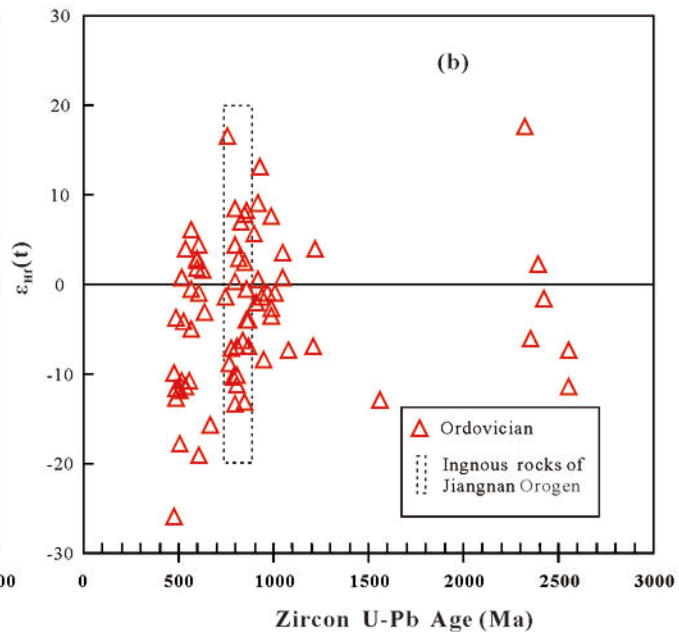 30
(b)
20
10
0
-10
-20
-30
εHf(t)
Ordovician
Ingnous rocks of
Jiangnan Orogen
00
0 500 1000 1500 2000 2500 3000
Zircon U-Pb Age (Ma)